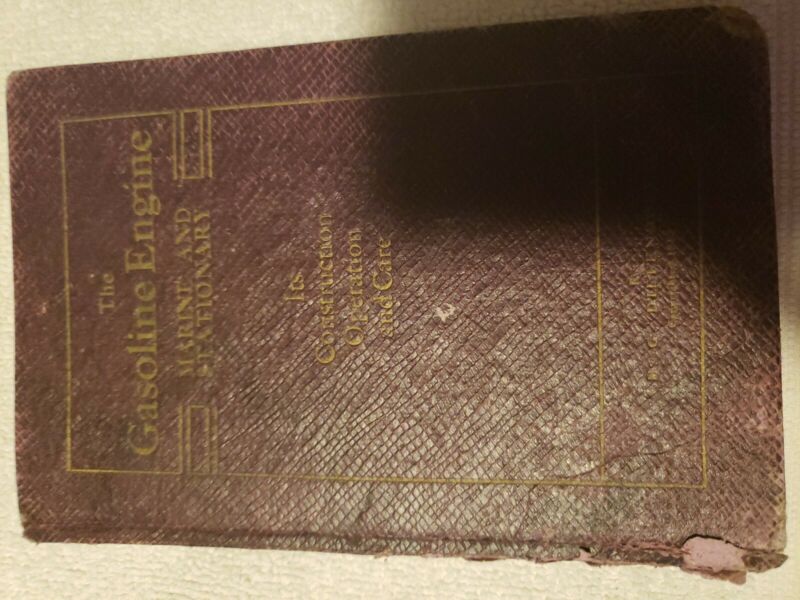 The
Gasoline Engine
MARINE AND
STATIONARY
Its
Construction
Operation
and Care